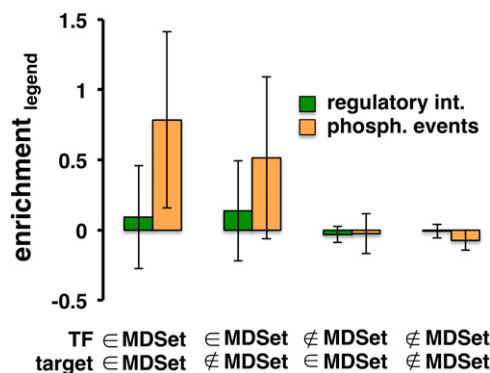 1.5
1
0.5
0
-0.5
enrichment legend
regulatory int.
phosph. events
TF ∈ MDSet ∈ MDSet ∉ MDSet ∉ MDSet
target ∈ MDSet ∉ MDSet ∈ MDSet ∉ MDSet